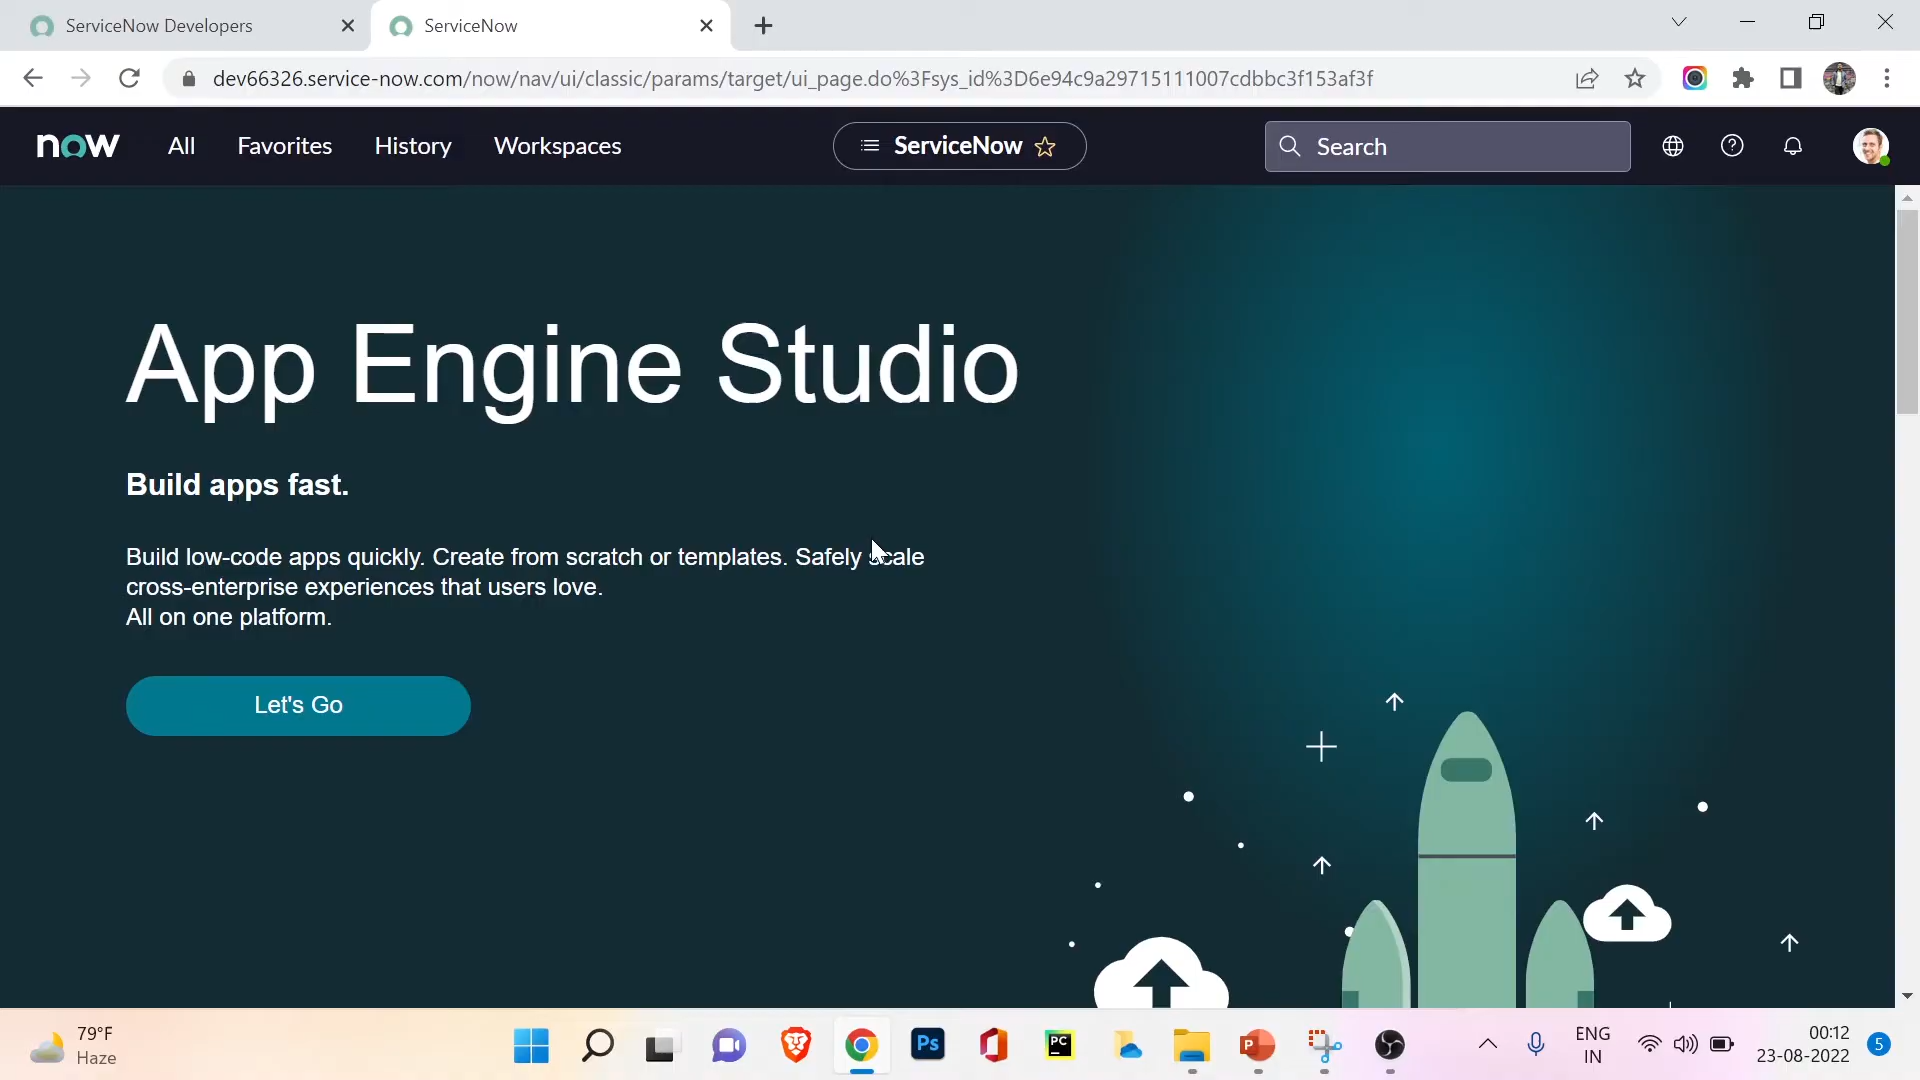 ServiceNow Developers
ServiceNow
dev66326.service-now.com/now/nav/ui/classic/params/target/ui_page.do%3Fsys_id%3D6e94c9a29715111007cdbbc3f153af3f
now
All
Favorites
History
Workspaces
ServiceNow
Search
App Engine Studio
Build apps fast.
Build low-code apps quickly. Create from scratch or templates. Safely scale
cross-enterprise experiences that users love.
All on one platform.
Let's Go
79°F
Haze
Ps
PC
P
ENG
IN
00:12
23-08-2022
5